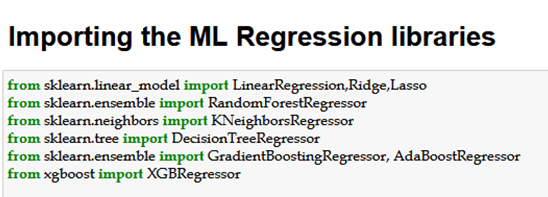 Importing the ML Regression libraries
from sklearn.linear_model import LinearRegression,Ridge,Lasso
from sklearn.ensemble import RandomForestRegressor
from sklearn.neighbors import KNeighborsRegressor
from sklearn.tree import DecisionTreeRegressor
from sklearn.ensemble import GradientBoostingRegressor, AdaBoostRegressor
from xgboost import XGBRegressor